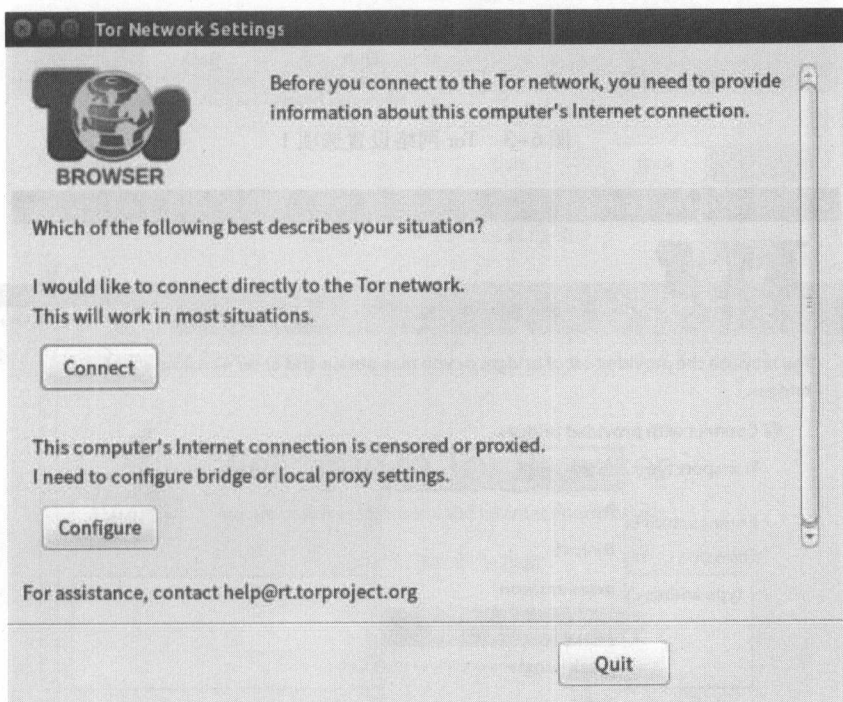 Tor Network Settings
Tor
BROWSER
Before you connect to the Tor network, you need to provide
information about this computer's Internet connection.
Which of the following best describes your situation?
I would like to connect directly to the Tor network.
This will work in most situations.
Connect
This computer's Internet connection is censored or proxied.
I need to configure bridge or local proxy settings.
Configure
For assistance, contact help@rt.torproject.org
Quit